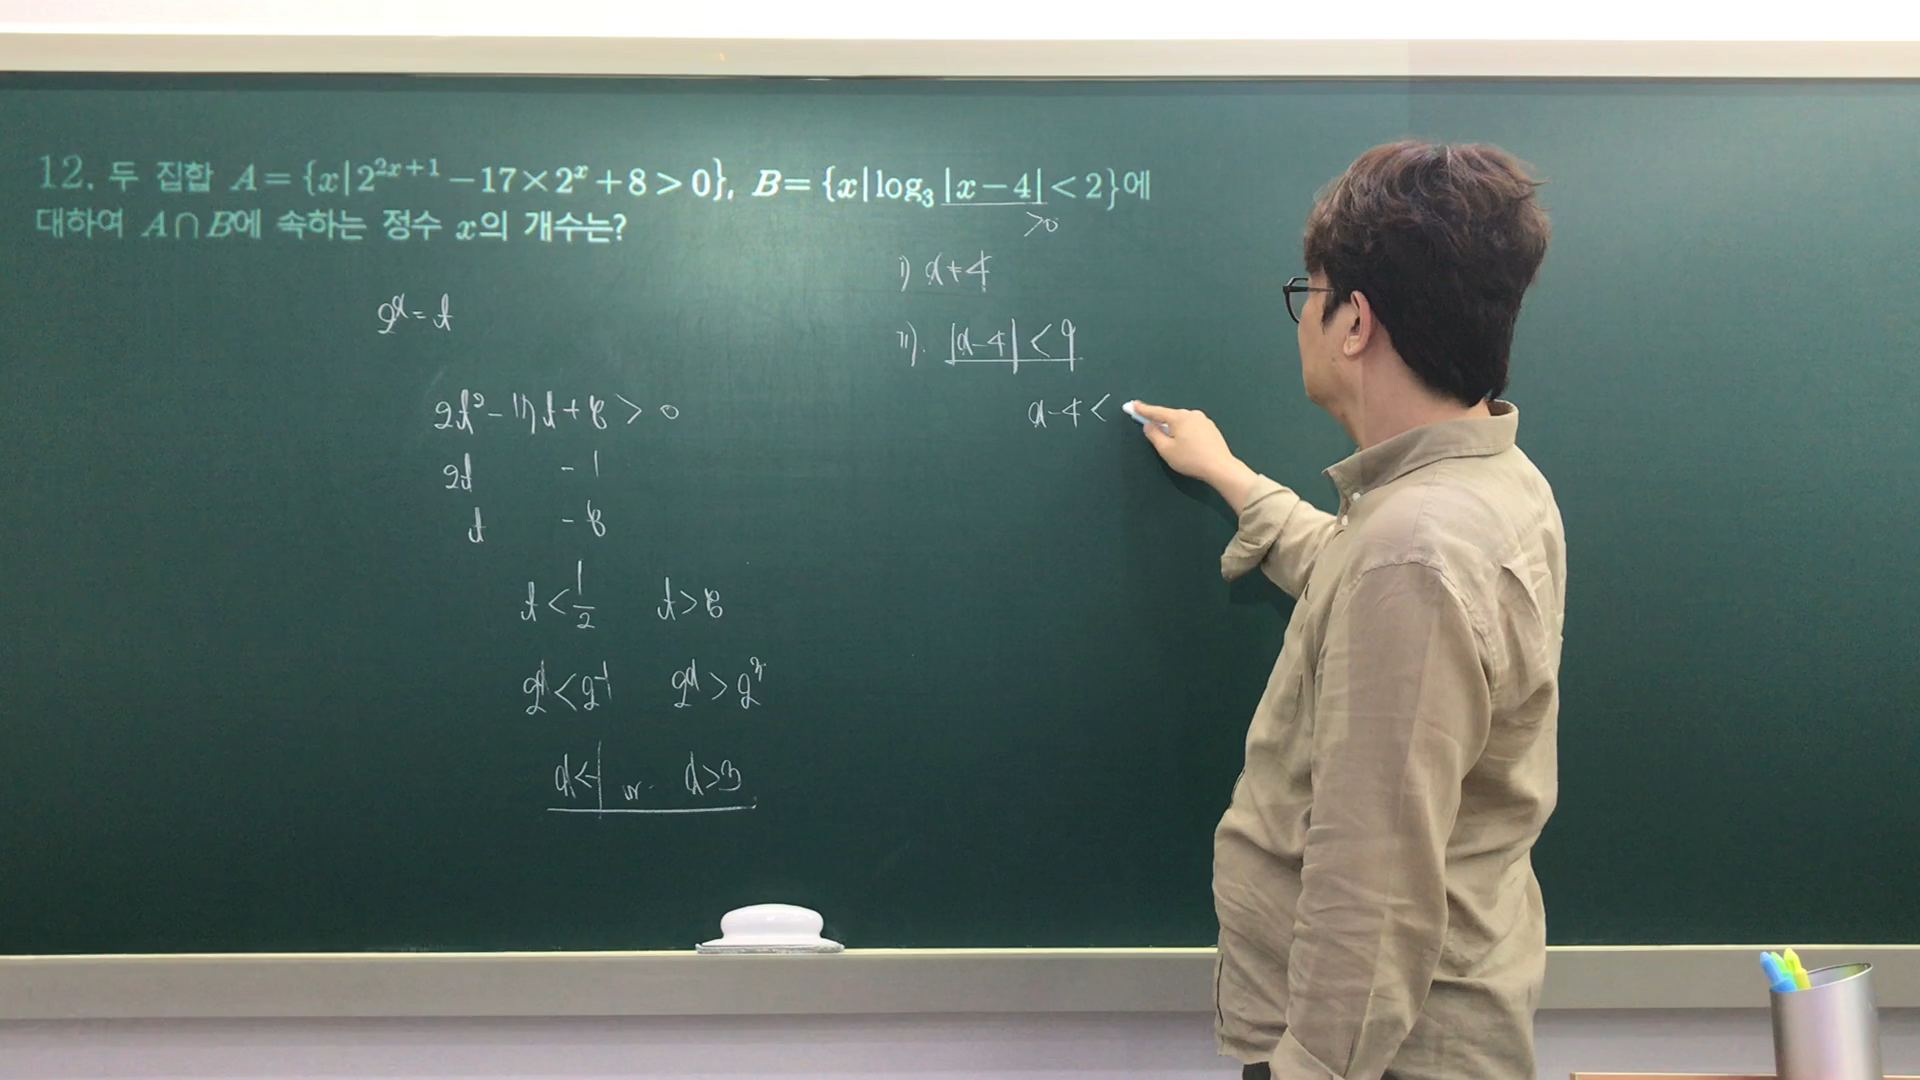 12. 두 집합 A={x|2^{2x+1}-17×2^x+8>0}, B={x|log_3|x-4|<2}에
대하여 A∩B에 속하는 정수 x의 개수는?
>0
2^x=t
2t²-17t+8>0
2t -1
t -8
t<1/2 t>8
2^x<2^{-1} 2^x>2^3
x<-1 or x>3
i) x≠4
ii). |x-4|<9
x-4<